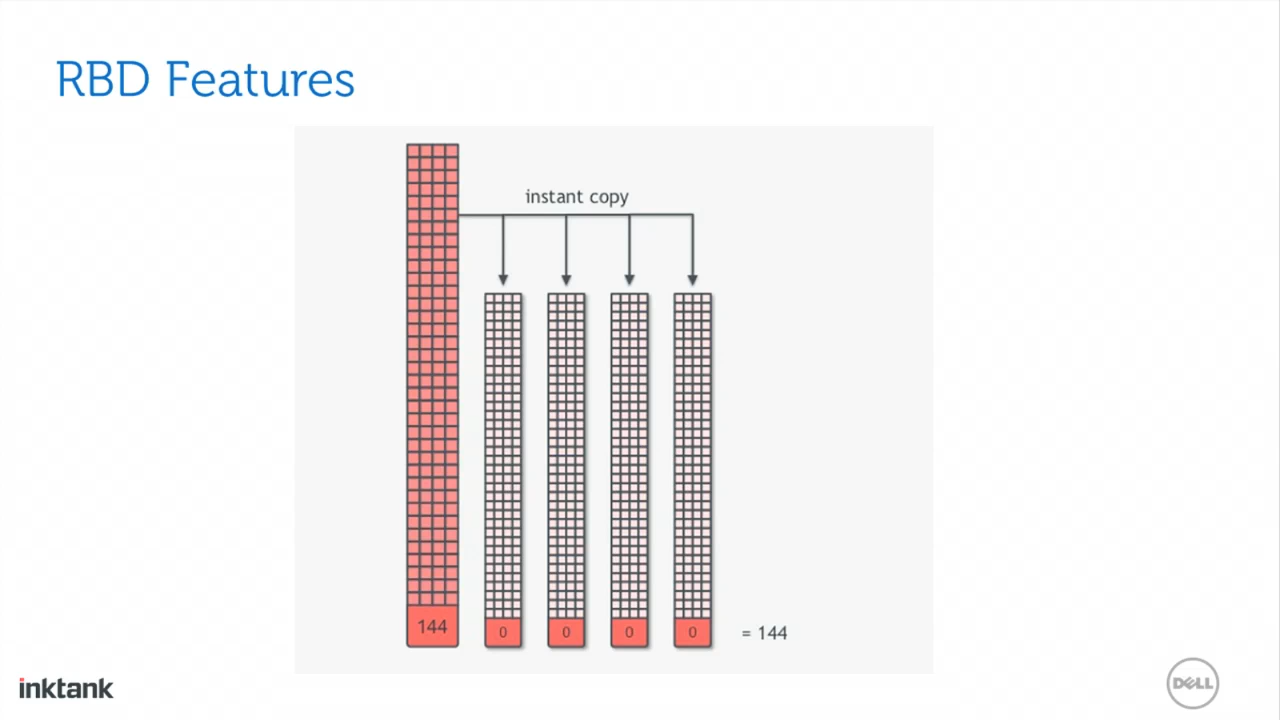 RBD Features
instant copy
144
0
0
0
0
= 144
inktank
DELL